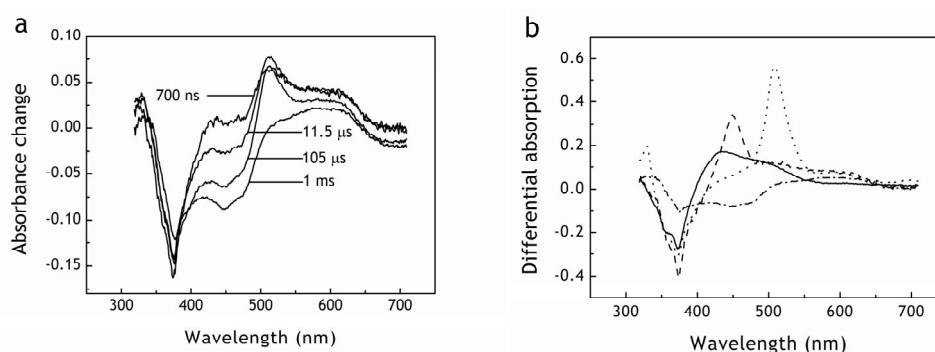 a
Absorbance change
0.10
0.05
0.00
-0.05
-0.10
-0.15
700 ns
11.5 μs
105 μs
1 ms
300 400 500 600 700
Wavelength (nm)
b
Differential absorption
0.6
0.4
0.2
0.0
-0.2
-0.4
300 400 500 600 700
Wavelength (nm)